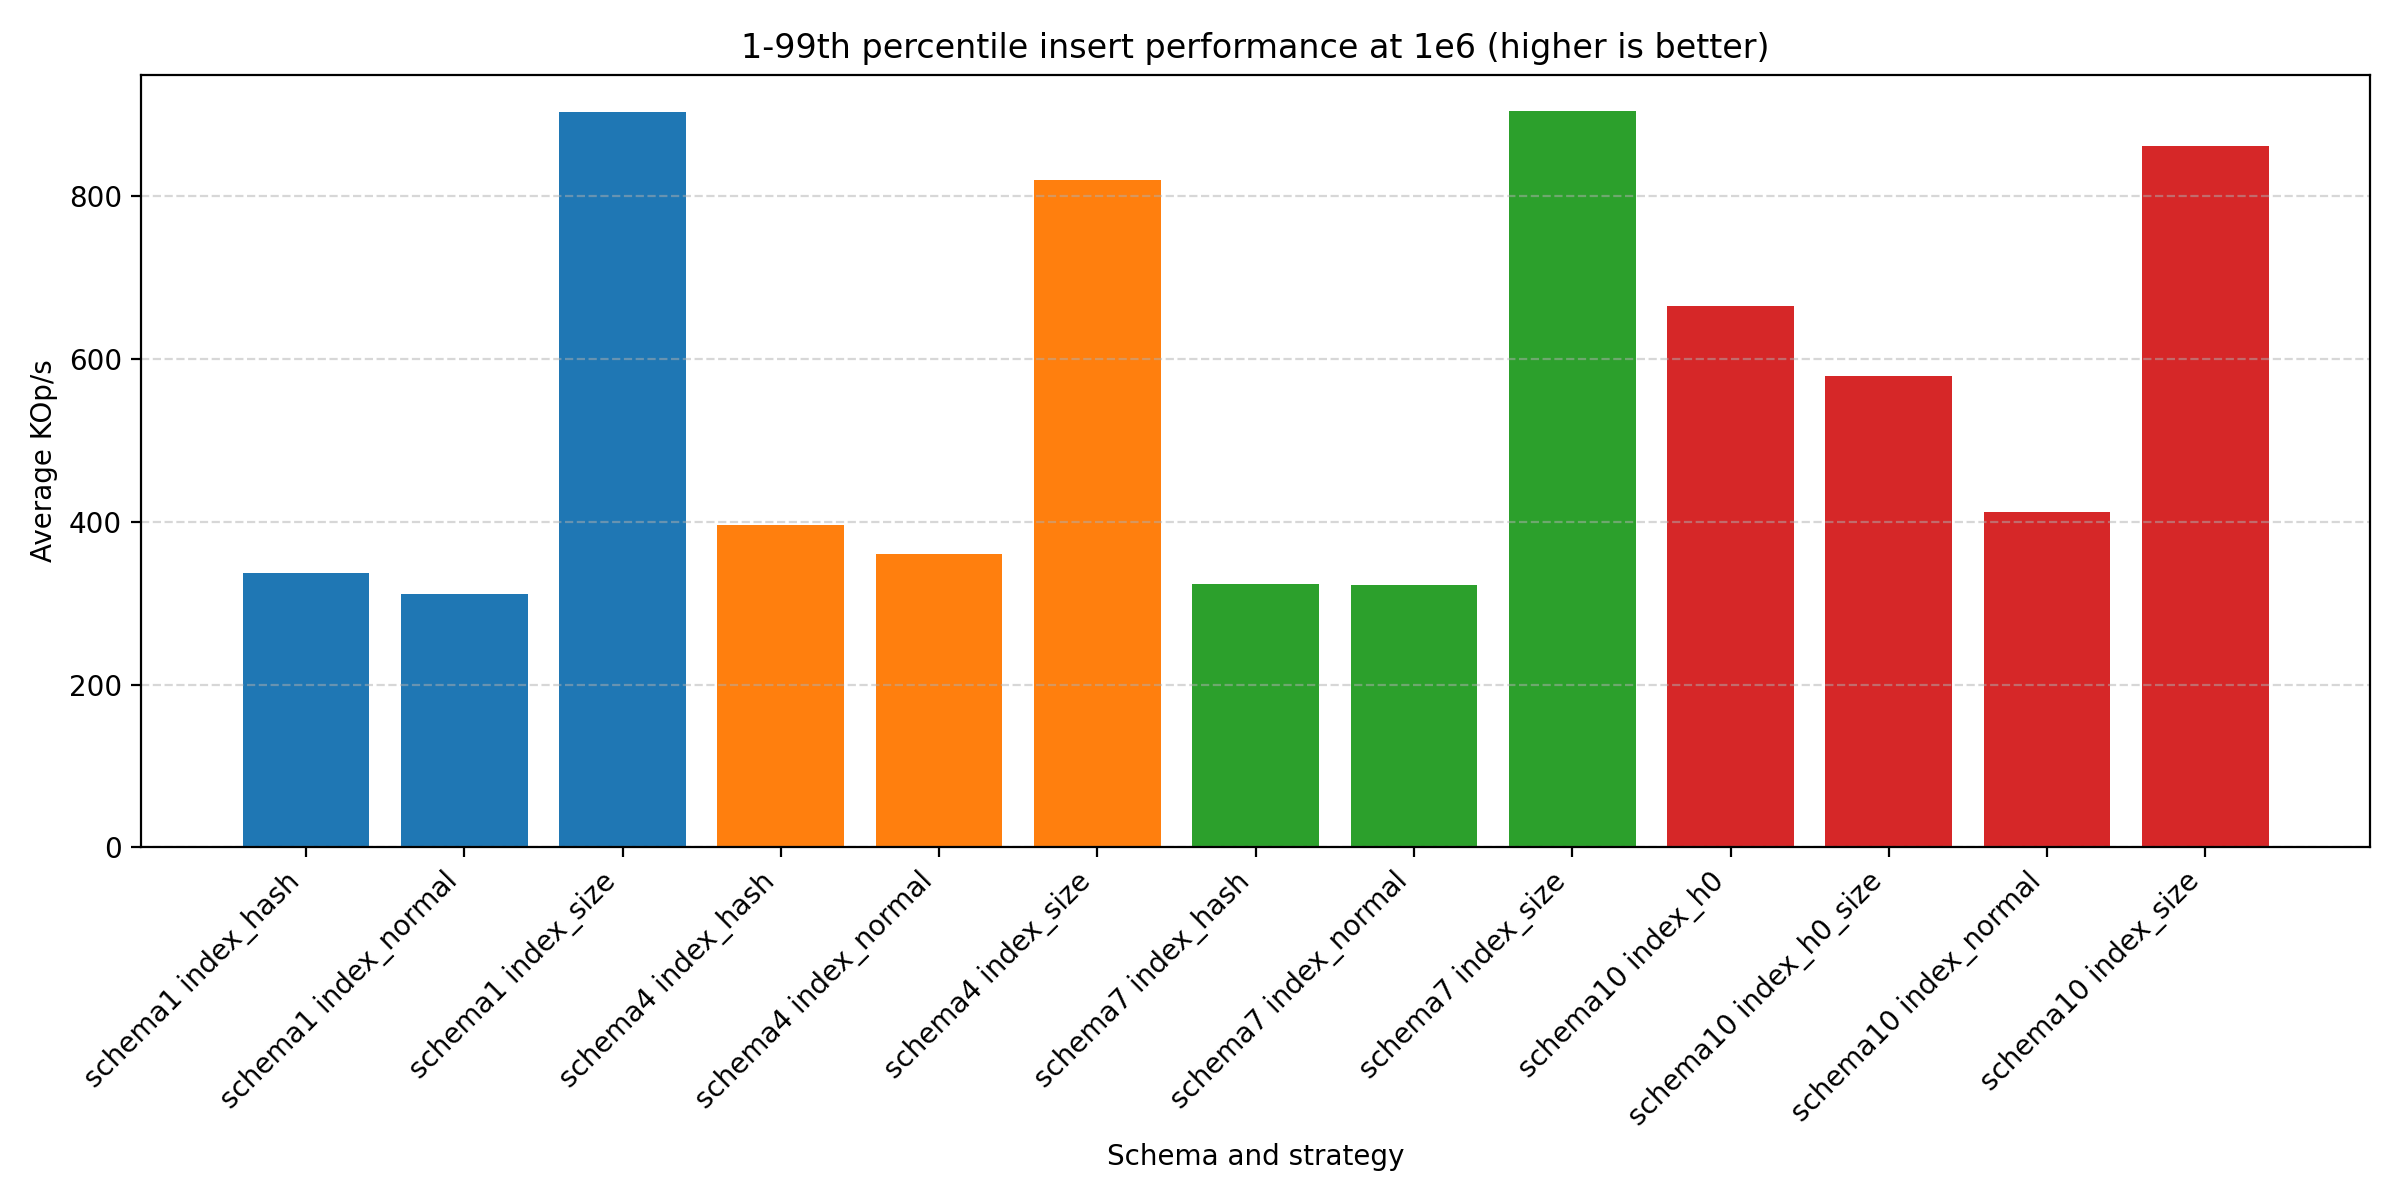 1-99th percentile insert performance at 1e6 (higher is better)
Average KOp/s
800
600
400
200
0
schema1 index_hash
schema1 index_normal
schema1 index_size
schema4 index_hash
schema4 index_normal
schema4 index_size
schema7 index_hash
schema7 index_normal
schema7 index_size
schema10 index_h0
schema10 index_h0_size
schema10 index_normal
schema10 index_size
Schema and strategy